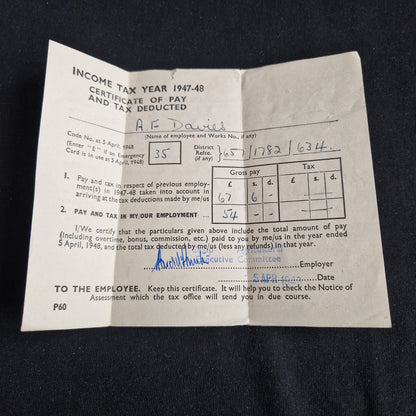 INCOME TAX YEAR 1947-48
CERTIFICATE OF PAY
AND TAX DEDUCTED
A.F Davies
(Name of employee and Works No., if any)
Code No. at 5 April, 1948
(Enter "E" if an Emergency
Card is in use at 5 April, 1948)
35
District
Refce.
(if any)
657/1782/634
Gross pay Tax
£ s. d. £ s. d.
1. Pay and tax in respect of previous employ-
ment(s) in 1947-48 taken into account in
arriving at the tax deductions made by me/us
67 6 - - - -
2. PAY AND TAX IN MY/OUR EMPLOYMENT ...
54 - - - - -
I/We certify that the particulars given above include the total amount of pay
(including overtime, bonus, commission, etc.) paid to you by me/us in the year ended
5 April, 1948, and the total tax deducted by me/us (less any refunds) in that year.
Executive Committee
Employer
5 APR
Date
TO THE EMPLOYEE. Keep this certificate. It will help you to check the Notice of
Assessment which the tax office will send you in due course.
P60